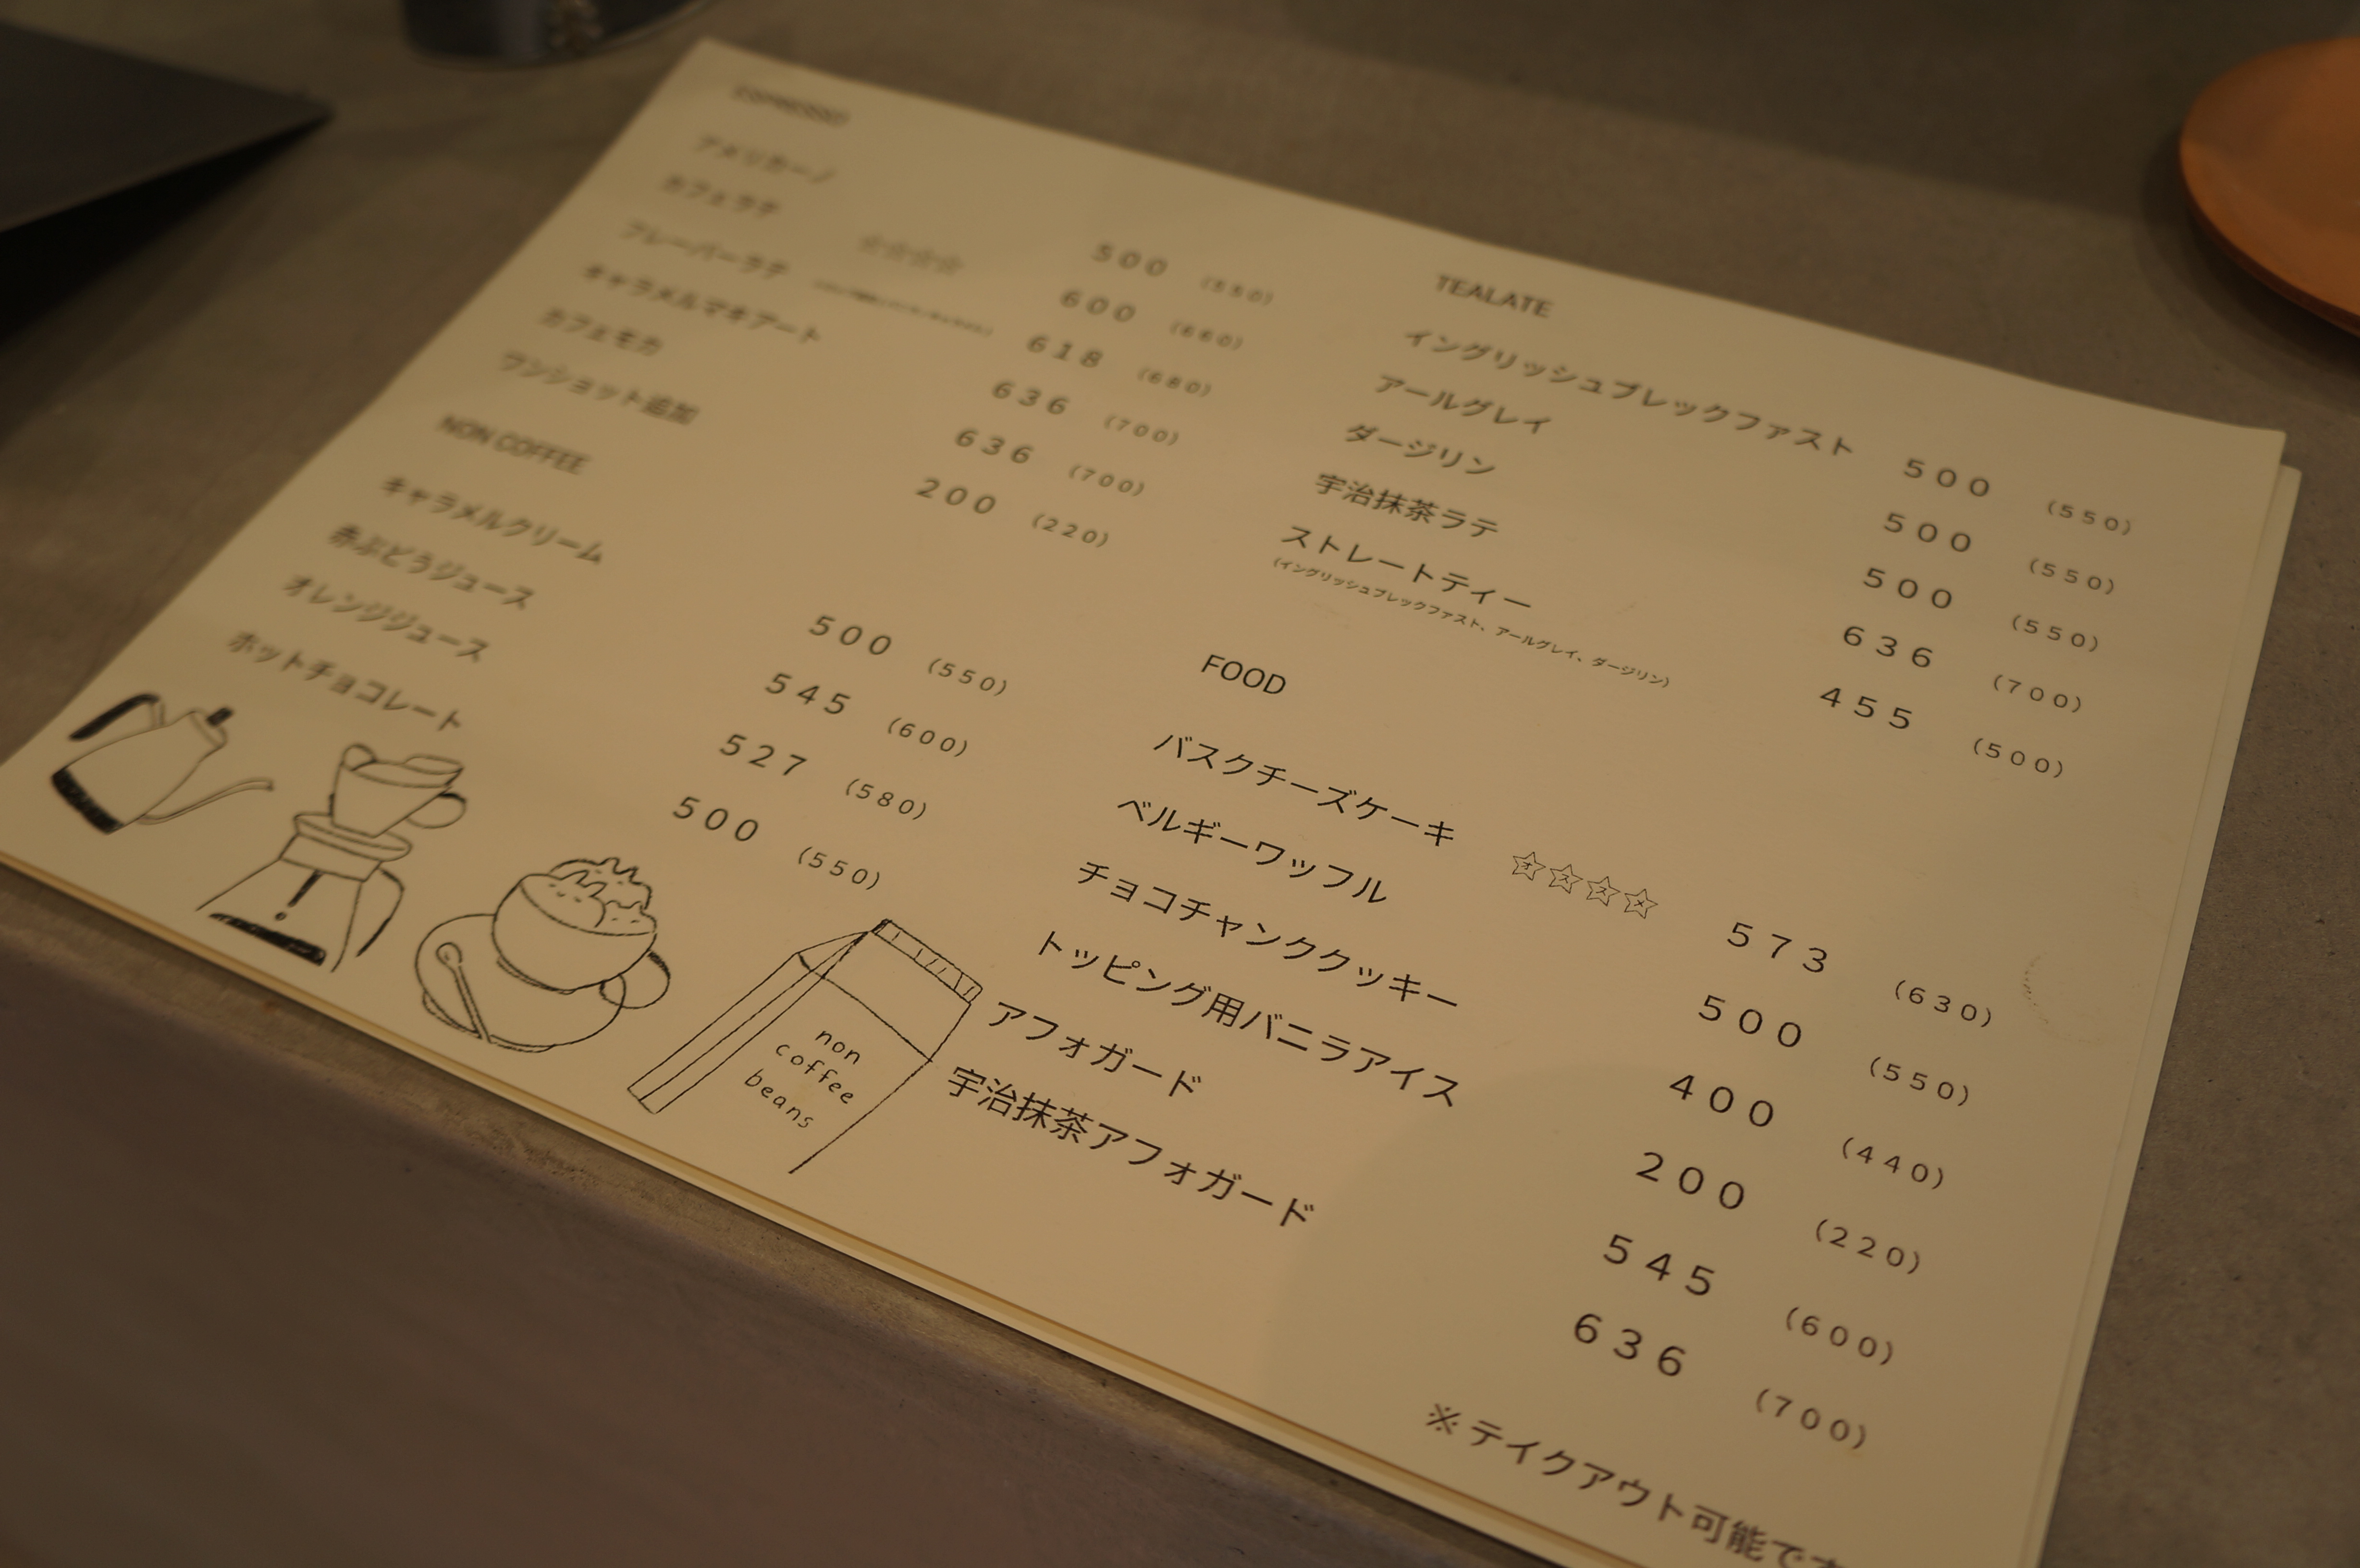 ESPRESSO
アメリカーノ 500 (550)
カフェラテ ☆☆☆☆ 600 (660)
フレーバーラテ 618 (680)
キャラメルマキアート 636 (700)
カフェモカ 636 (700)
ワンショット追加 200 (220)
NON COFFEE
キャラメルクリーム 500 (550)
赤ぶどうジュース 545 (600)
オレンジジュース 527 (580)
ホットチョコレート 500 (550)
non
coffee
beans
TEALATE
イングリッシュブレックファスト 500 (550)
アールグレイ 500 (550)
ダージリン 500 (550)
宇治抹茶ラテ 636 (700)
ストレートティー 455 (500)
(イングリッシュブレックファスト、アールグレイ、ダージリン)
FOOD
バスクチーズケーキ ☆☆☆☆ 573 (630)
ベルギーワッフル 500 (550)
チョコチャンククッキー 400 (440)
トッピング用バニラアイス 200 (220)
アフォガード 545 (600)
宇治抹茶アフォガード 636 (700)
※テイクアウト可能です